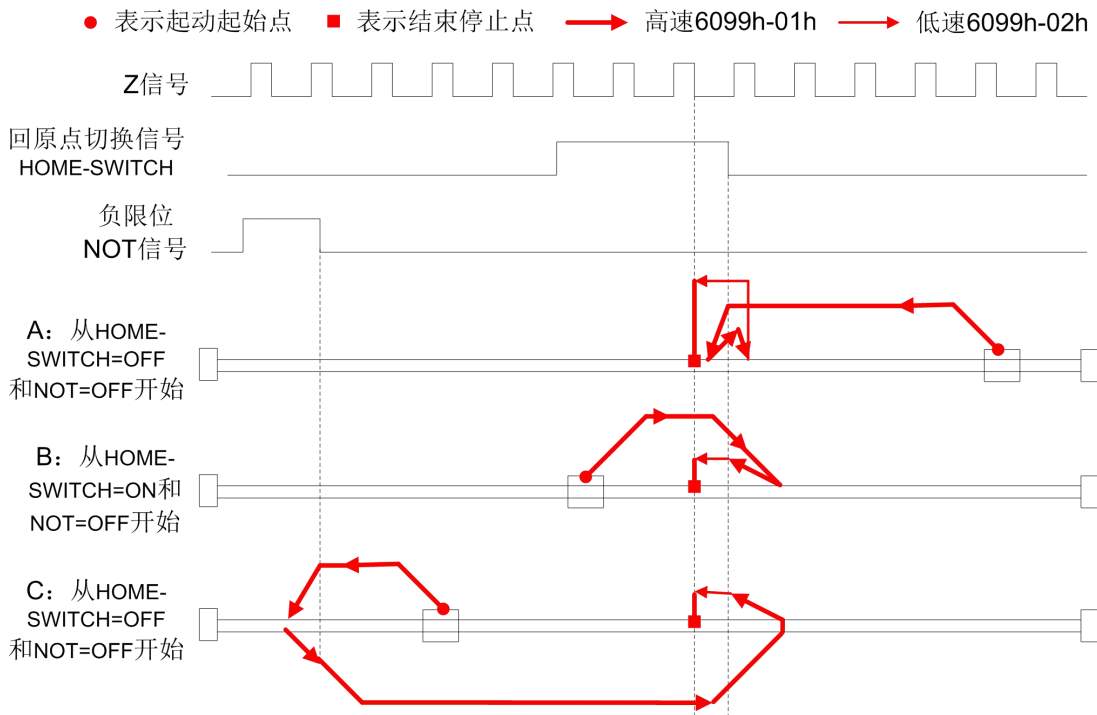 表示起动起始点 表示结束停止点 高速6099h-01h 低速6099h-02h
Z信号
回原点切换信号
HOME-SWITCH
负限位
NOT信号
A：从HOME-
SWITCH=OFF
和NOT=OFF开始
B：从HOME-
SWITCH=ON和
NOT=OFF开始
C：从HOME-
SWITCH=OFF
和NOT=OFF开始